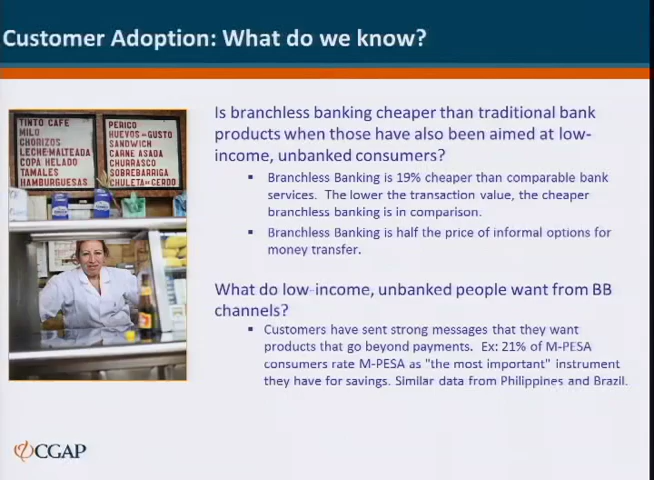 Customer Adoption: What do we know?
TINTO CAFE
MILO
CHORIZOS
LECHE-MALTEADA
COPA HELADO
TAMALES
HAMBURGUESAS
PERICO
HUEVOS AL GUSTO
SANDWICH
CARNE ASADA
CHURRASCO
SOBREBARRIGA
CHULETA DE CERDO
Is branchless banking cheaper than traditional bank
products when those have also been aimed at low-
income, unbanked consumers?
▪ Branchless Banking is 19% cheaper than comparable bank
services. The lower the transaction value, the cheaper
branchless banking is in comparison.
▪ Branchless Banking is half the price of informal options for
money transfer.
What do low-income, unbanked people want from BB
channels?
▪ Customers have sent strong messages that they want
products that go beyond payments. Ex: 21% of M-PESA
consumers rate M-PESA as "the most important" instrument
they have for savings. Similar data from Philippines and Brazil.
CGAP